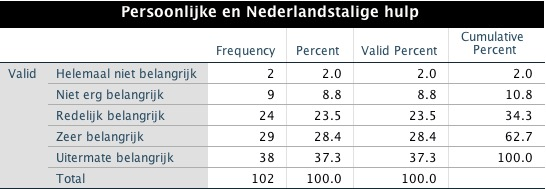 Persoonlijke en Nederlandstalige hulp
Frequency Percent Valid Percent Cumulative Percent
Valid Helemaal niet belangrijk 2 2.0 2.0 2.0
Niet erg belangrijk 9 8.8 8.8 10.8
Redelijk belangrijk 24 23.5 23.5 34.3
Zeer belangrijk 29 28.4 28.4 62.7
Uitermate belangrijk 38 37.3 37.3 100.0
Total 102 100.0 100.0